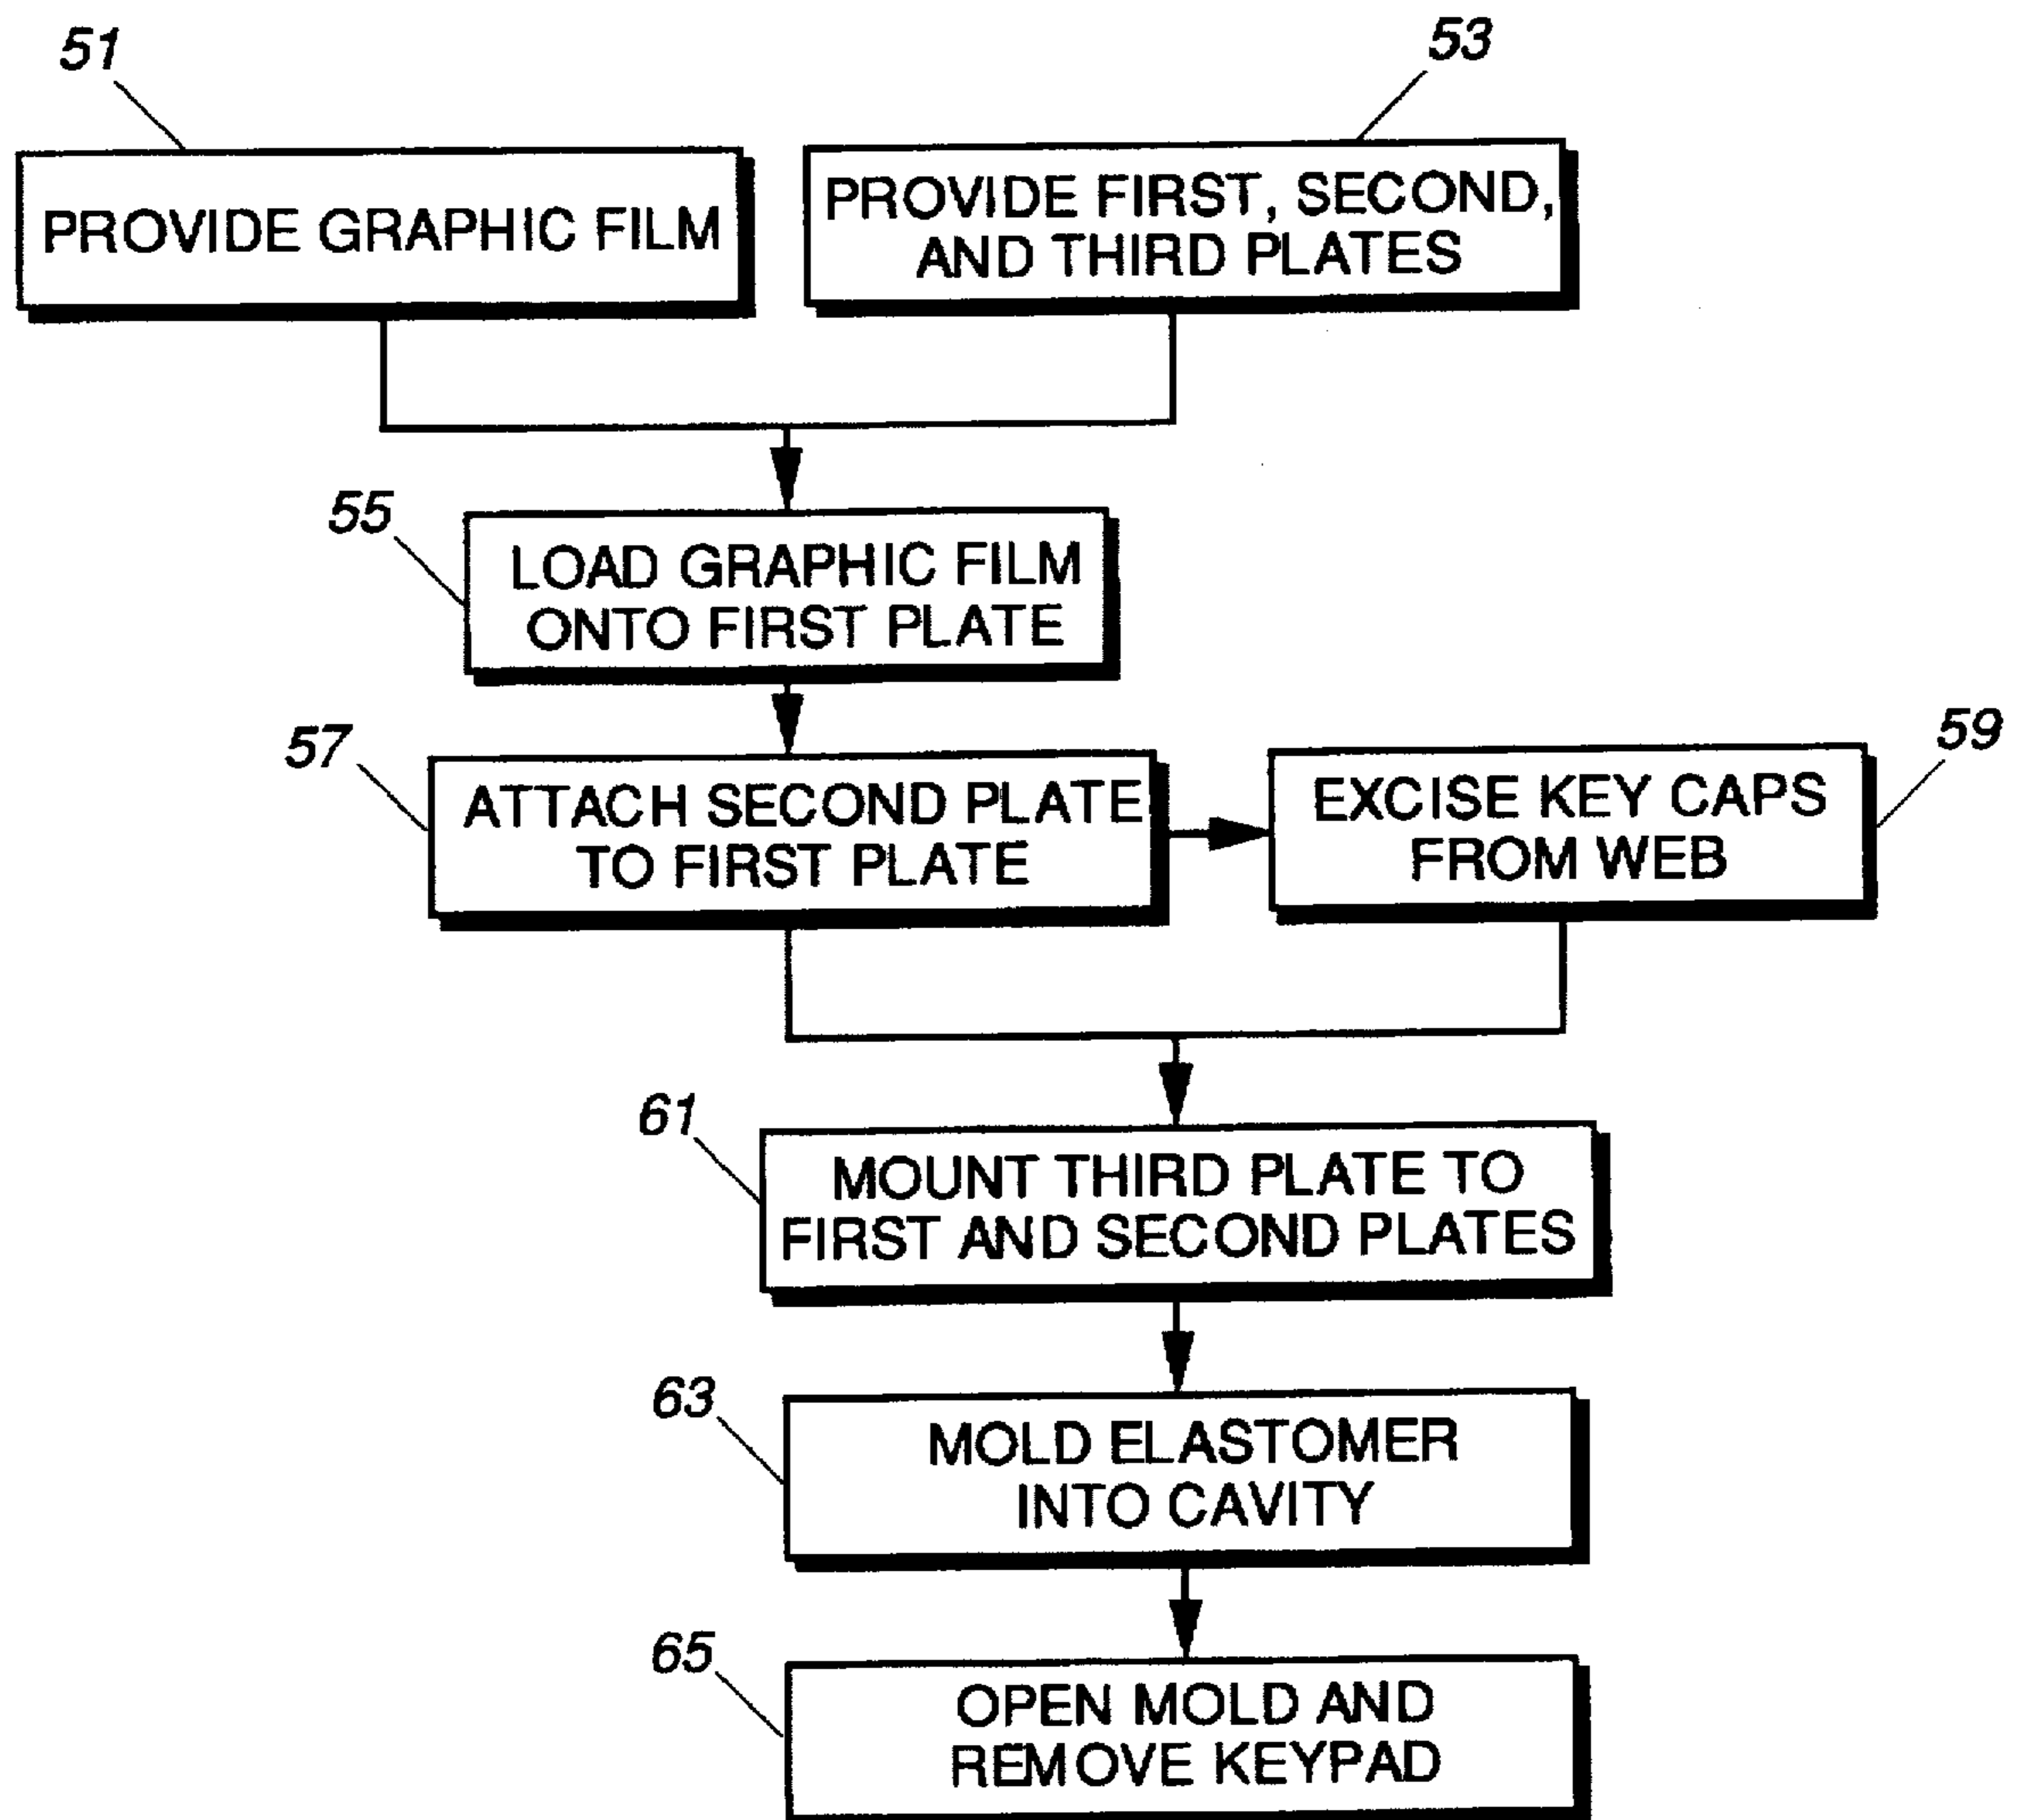 51
53
PROVIDE GRAPHIC FILM
PROVIDE FIRST, SECOND,
AND THIRD PLATES
55
LOAD GRAPHIC FILM
ONTO FIRST PLATE
57
59
ATTACH SECOND PLATE
TO FIRST PLATE
EXCISE KEY CAPS
FROM WEB
61
MOUNT THIRD PLATE TO
FIRST AND SECOND PLATES
63
MOLD ELASTOMER
INTO CAVITY
65
OPEN MOLD AND
REMOVE KEYPAD